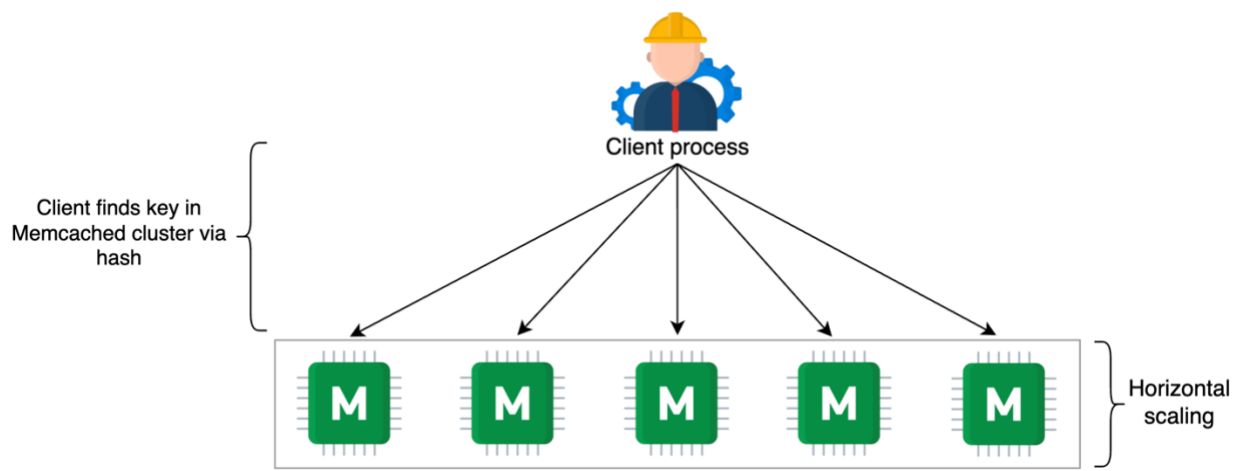 Client process
Client finds key in
Memcached cluster via
hash
M M M M M
Horizontal
scaling